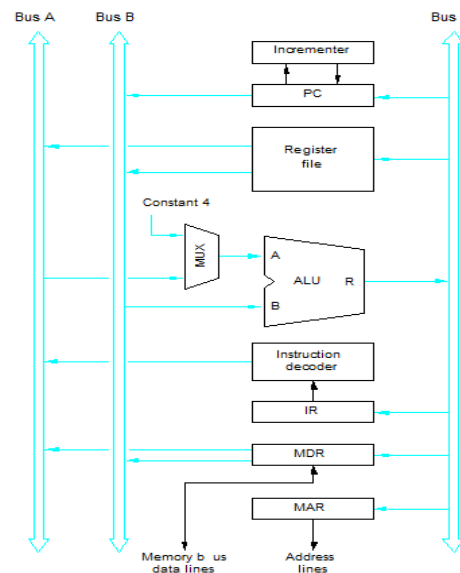 Bus A
Bus B
Bus
Incrementer
PC
Register
file
Constant 4
MUX
A
ALU
R
B
Instruction
decoder
IR
MDR
MAR
Memory b us
data lines
Address
lines